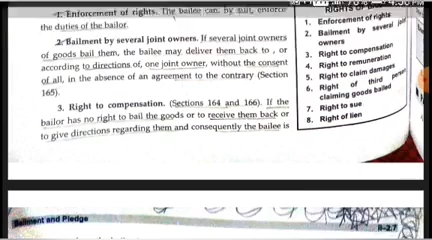 1. Enforcement of rights. The bailee can, by suit, enforce
the duties of the bailor.
2. Bailment by several joint owners. If several joint owners
of goods bail them, the bailee may deliver them back to , or
according to directions of, one joint owner, without the consent
of all, in the absence of an agreement to the contrary (Section
165).
3. Right to compensation. (Sections 164 and 166). If the
bailor has no right to bail the goods or to receive them back or
to give directions regarding them and consequently the bailee is
RIGHTS OF
1. Enforcement of rights
2. Bailment by several joint
owners
3. Right to compensation
4. Right to remuneration
5. Right to claim damages
6. Right of third person
claiming goods bailed
7. Right to sue
8. Right of lien
Bailment and Pledge
II-2.7